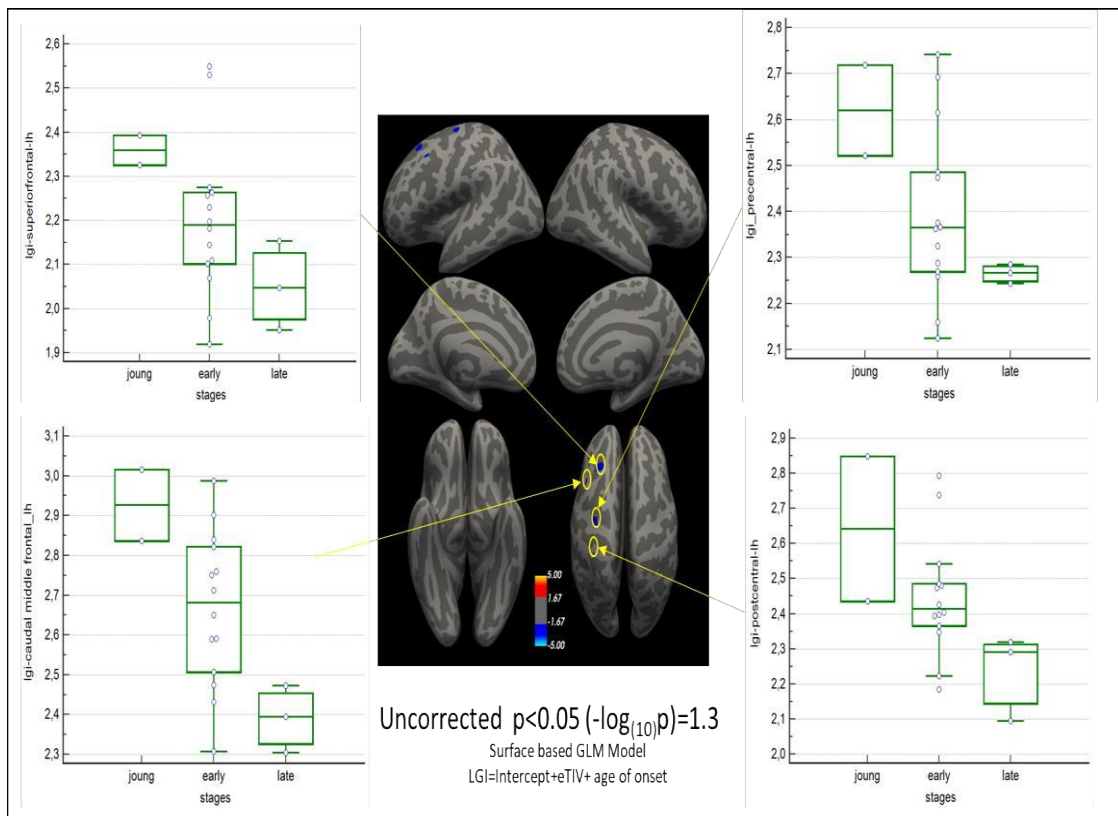 2,6
2,5
2,4
2,3
2,2
2,1
2,0
1,9
lgi-superiorfrontal-lh
joung early late
stages
2,8
2,7
2,6
2,5
2,4
2,3
2,2
2,1
lgi_precentral-lh
joung early late
stages
3,1
3,0
2,9
2,8
2,7
2,6
2,5
2,4
2,3
lgi-caudal middle frontal_lh
joung early late
stages
5.00
1.67
-1.67
-5.00
2,9
2,8
2,7
2,6
2,5
2,4
2,3
2,2
2,1
2,0
lgi-postcentral-lh
joung early late
stages
Uncorrected p<0.05 (-log(10)p)=1.3
Surface based GLM Model
LGI=Intercept+eTIV+ age of onset